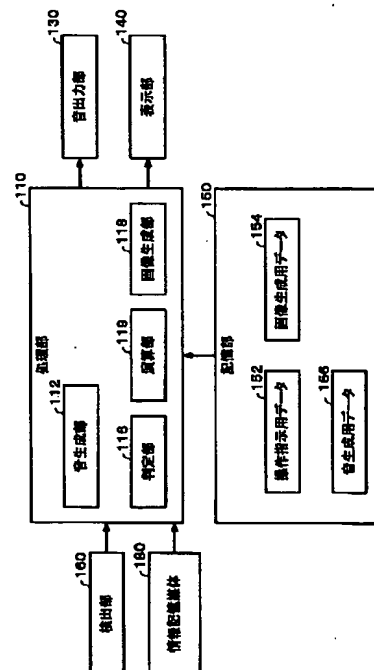 110
処理部
112
音生成部
116
判定部
119
演算部
118
画像生成部
130
音出力部
140
表示部
160
検出部
180
情報記憶媒体
150
記憶部
152
操作指示用データ
154
画像生成用データ
156
音生成用データ